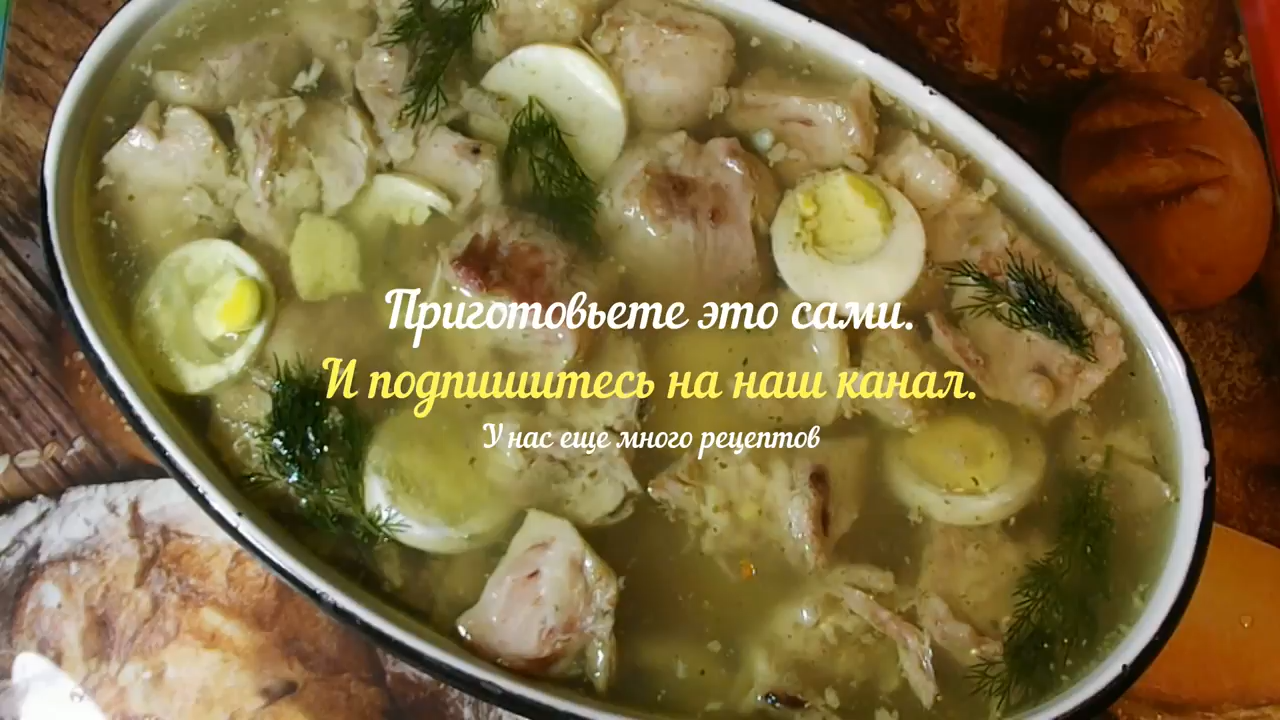 Приготовьете это сами.
И подпишитесь на наш канал.
У нас еще много рецептов